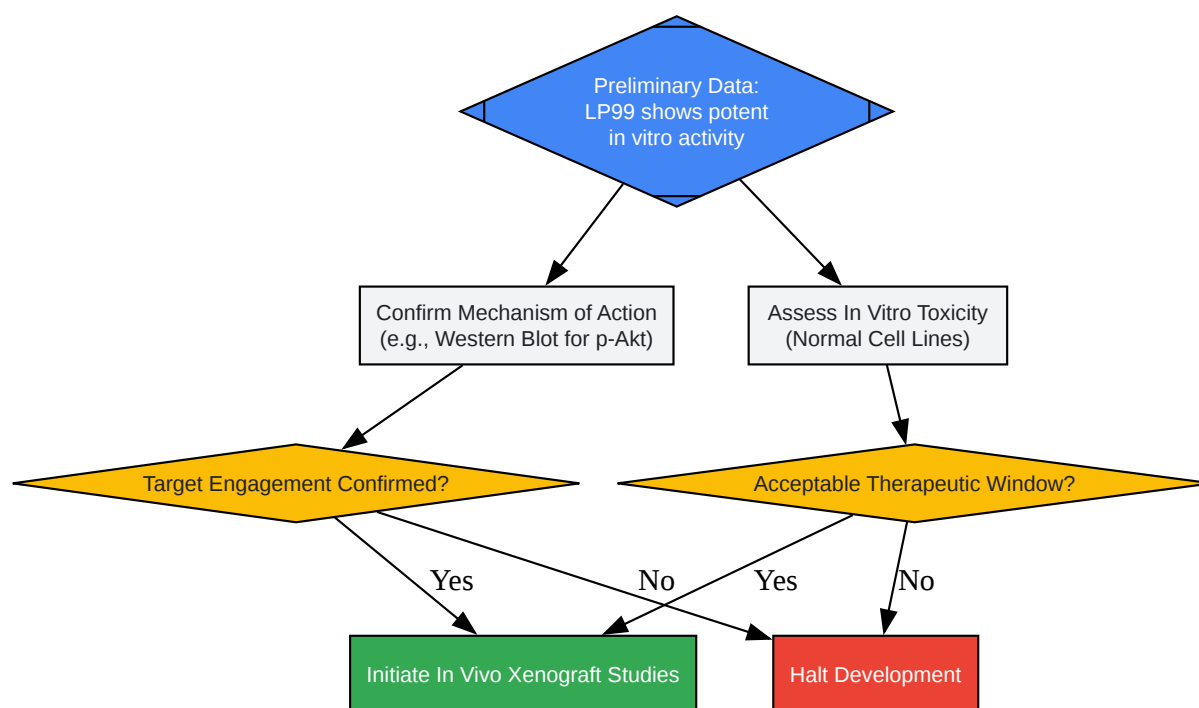 Preliminary Data:
LP99 shows potent
in vitro activity
Confirm Mechanism of Action
(e.g., Western Blot for p-Akt)
Assess In Vitro Toxicity
(Normal Cell Lines)
Target Engagement Confirmed?
Acceptable Therapeutic Window?
Yes
No
Yes
No
Initiate In Vivo Xenograft Studies
Halt Development